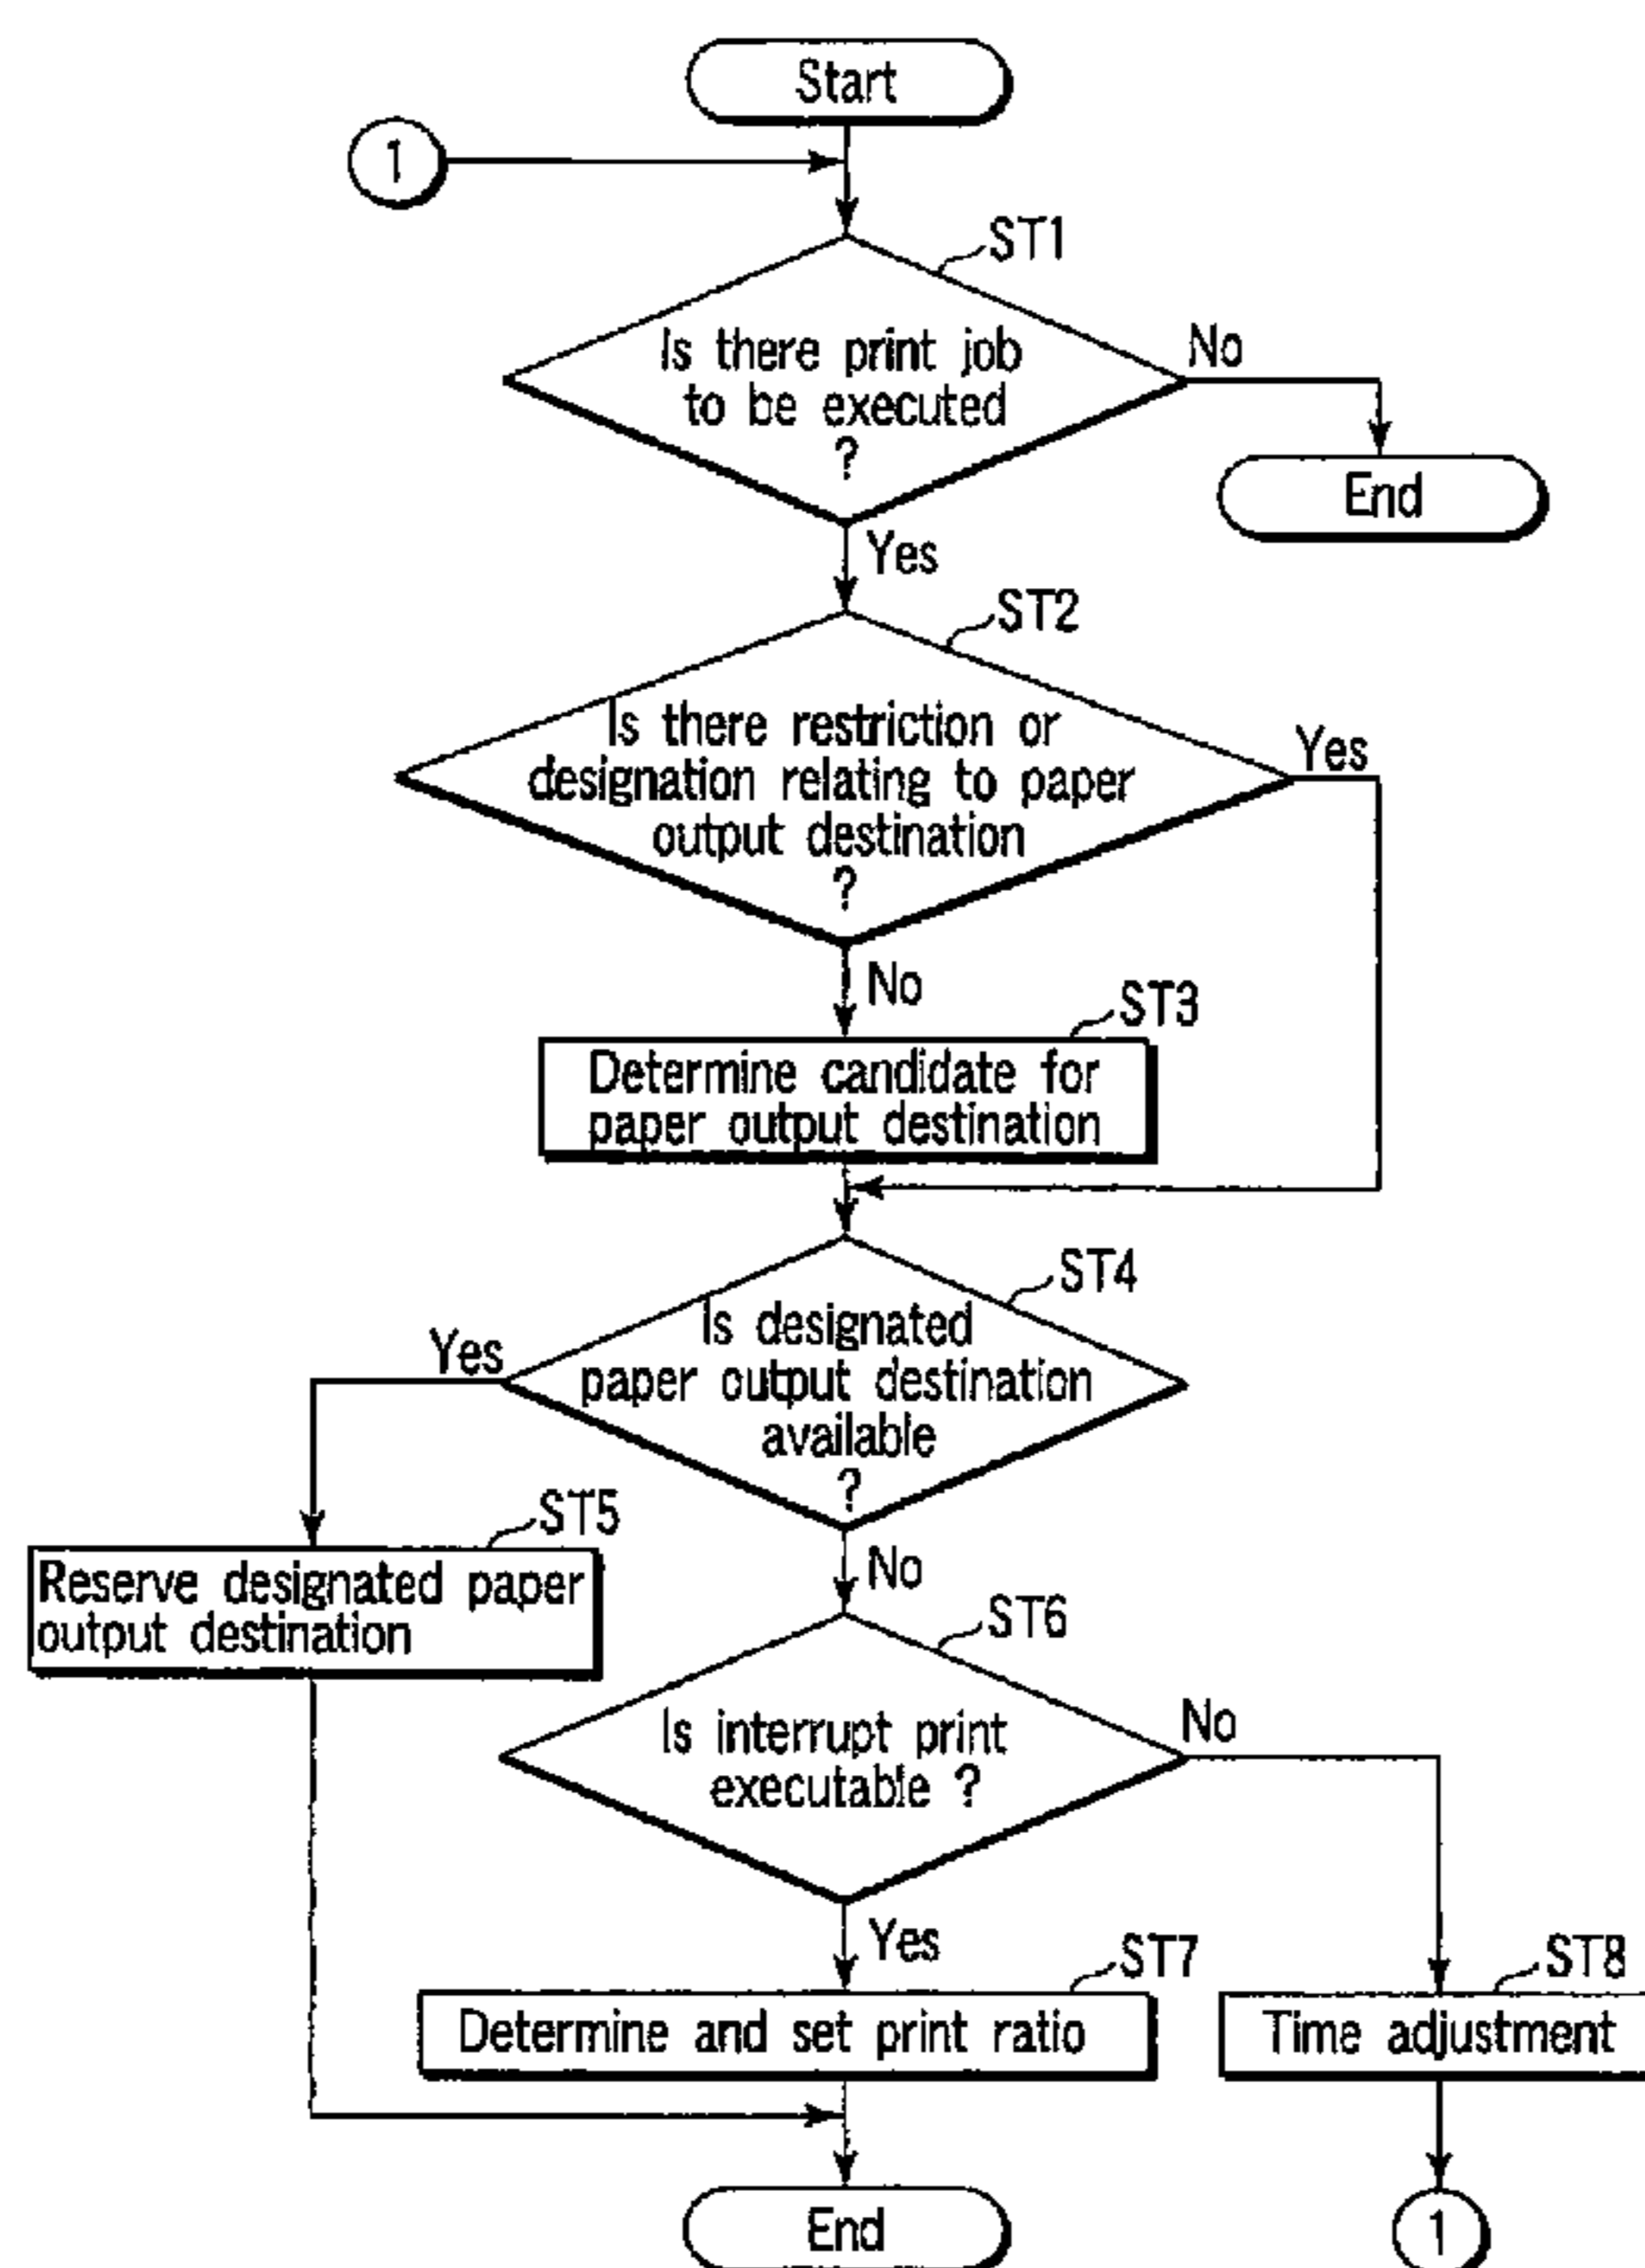 Start
1
ST1
Is there print job
to be executed
?
No
End
Yes
ST2
Is there restriction or
designation relating to paper
output destination
?
Yes
No
ST3
Determine candidate for
paper output destination
ST4
Is designated
paper output destination
available
?
Yes
No
ST5
Reserve designated paper
output destination
ST6
Is interrupt print
executable ?
No
Yes
ST7
Determine and set print ratio
ST8
Time adjustment
End
1